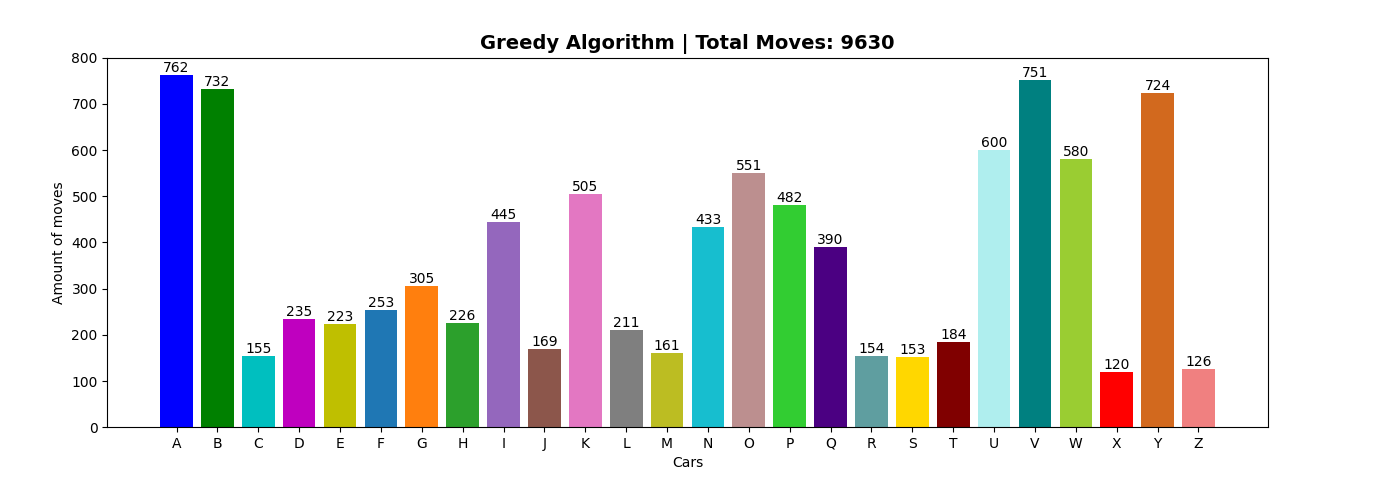 Greedy Algorithm | Total Moves: 9630
Amount of moves
800
700
600
500
400
300
200
100
0
762 732 155 235 223 253 305 226 445 169 505 211 161 433 551 482 390 154 153 184 600 751 580 120 724 126
A B C D E F G H I J K L M N O P Q R S T U V W X Y Z
Cars